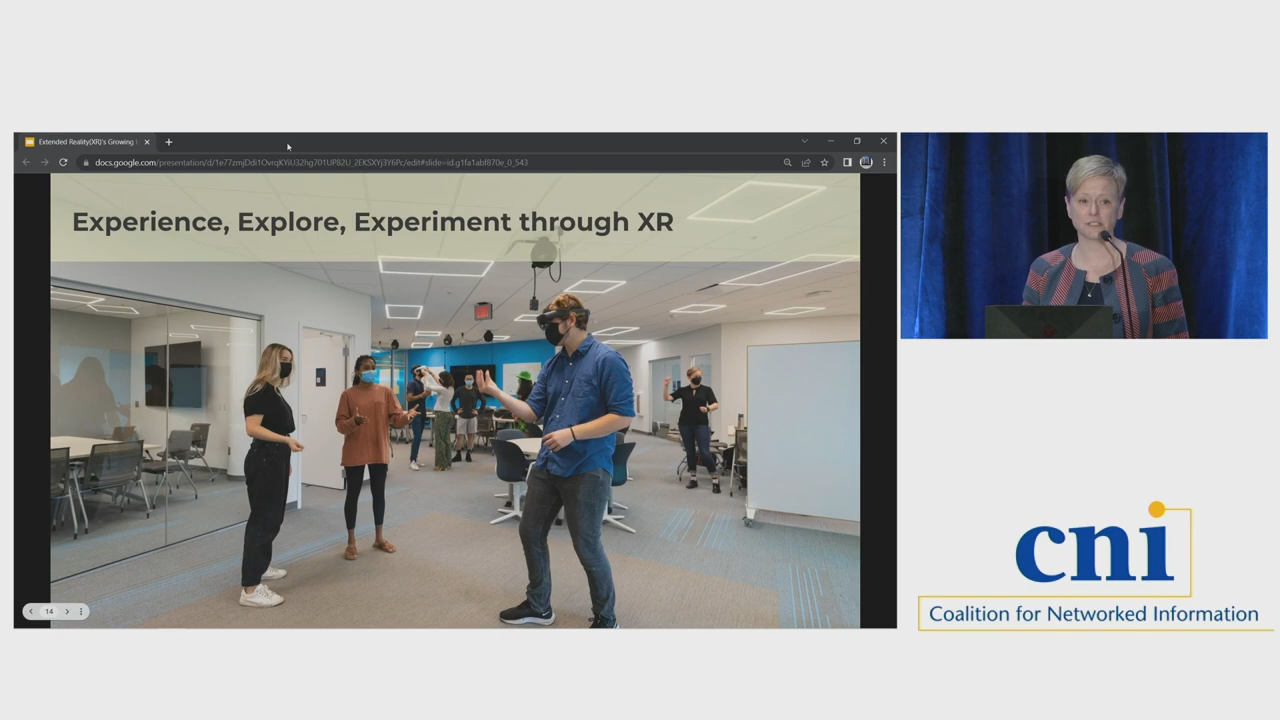 Extended Reality(XR)'s Growing
docs.google.com/presentation/d/1e77zmjDdi1OvrqKYiU32hg701UP82U_2EKSXYj3Y6Pc/edit#slide=id.g1fa1abf870e_0_543
Experience, Explore, Experiment through XR
14
cni
Coalition for Networked Information